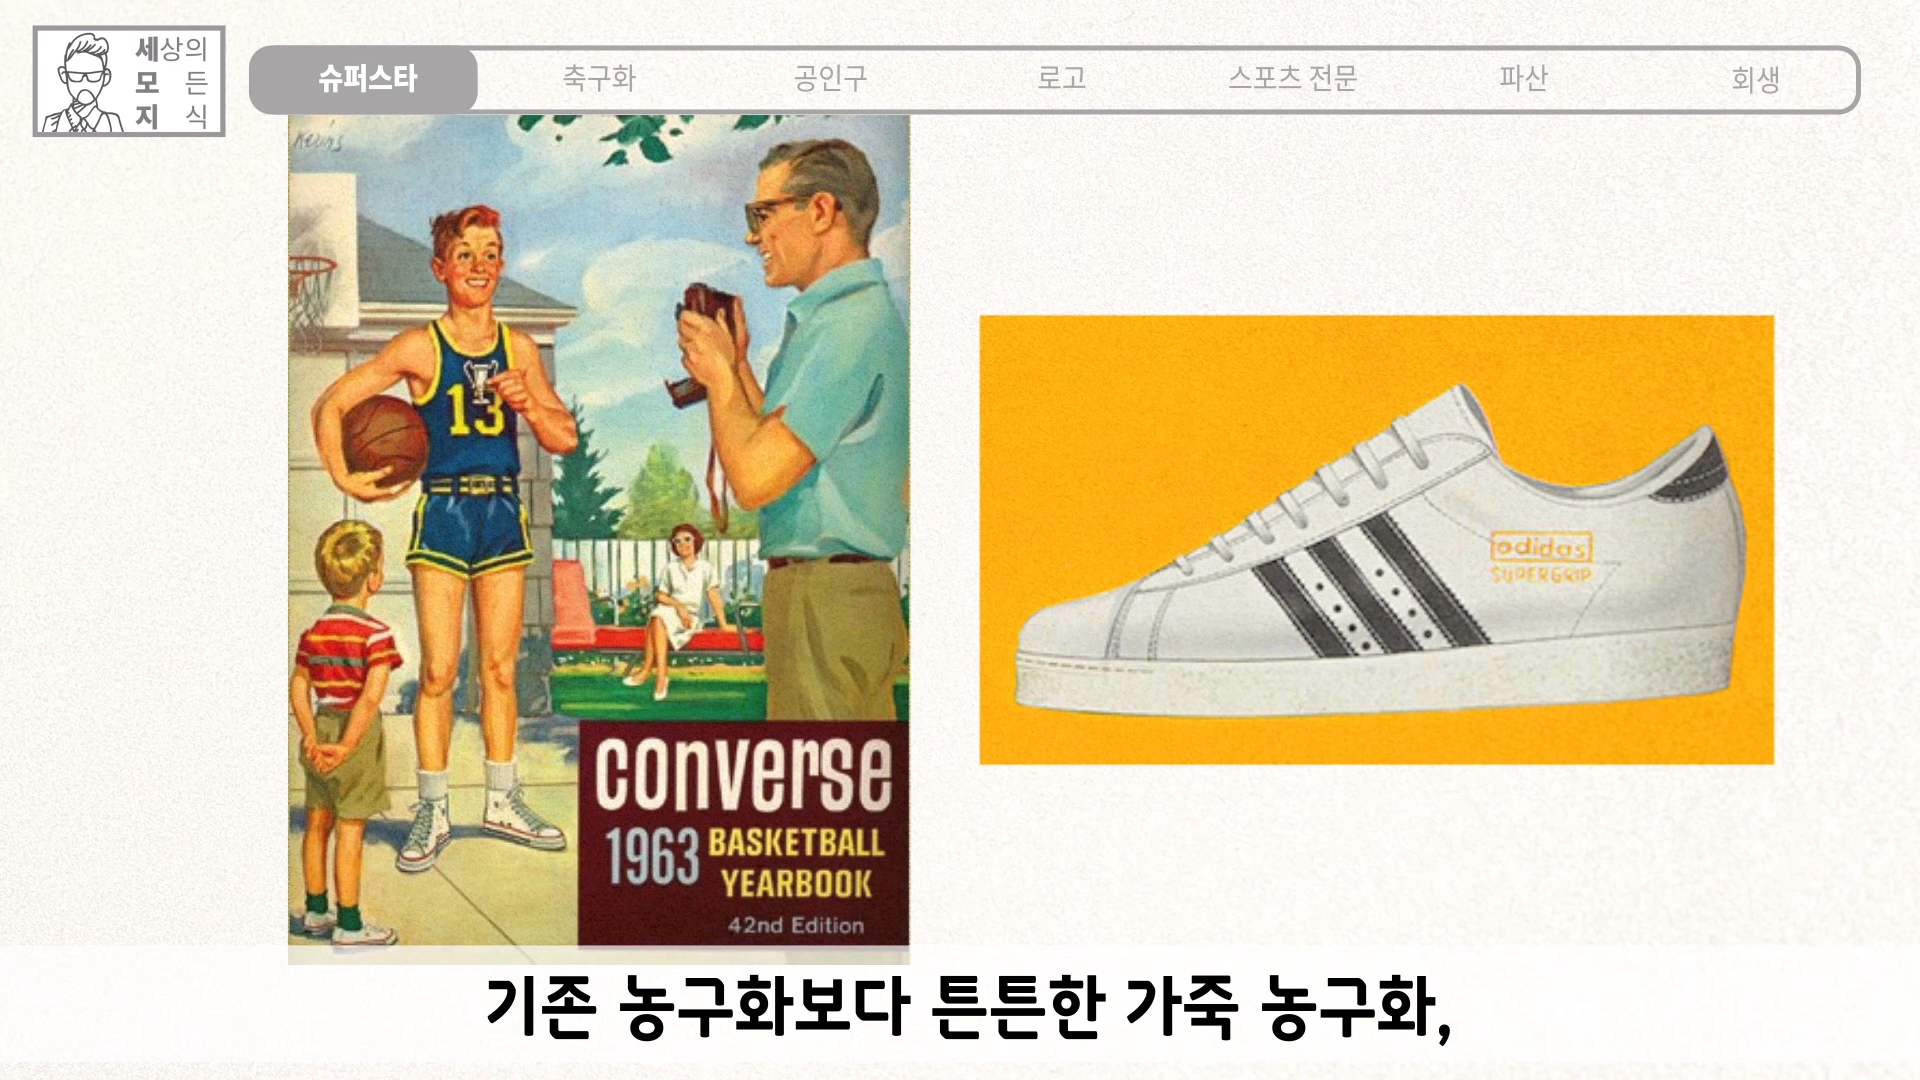 세상의
모든
지식
슈퍼스타
축구화
공인구
로고
스포츠 전문
파산
회생
13
converse
1963 BASKETBALL
YEARBOOK
42nd Edition
adidas
SUPERGRIP
기존 농구화보다 튼튼한 가죽 농구화,